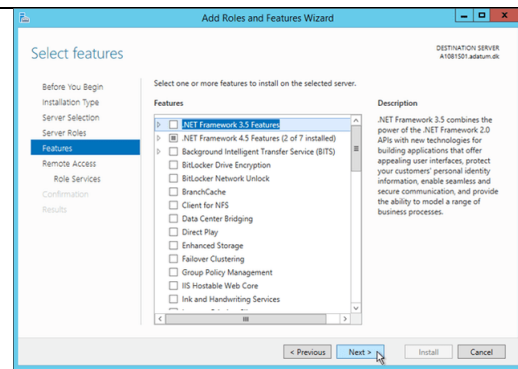 Add Roles and Features Wizard
Select features
DESTINATION SERVER
A1081501.adatum.dk
Before You Begin
Installation Type
Server Selection
Server Roles
Features
Remote Access
Role Services
Confirmation
Results
Select one or more features to install on the selected server.
Features
.NET Framework 3.5 Features
.NET Framework 4.5 Features (2 of 7 installed)
Background Intelligent Transfer Service (BITS)
BitLocker Drive Encryption
BitLocker Network Unlock
BranchCache
Client for NFS
Data Center Bridging
Direct Play
Enhanced Storage
Failover Clustering
Group Policy Management
IIS Hostable Web Core
Ink and Handwriting Services
Description
.NET Framework 3.5 combines the
power of the .NET Framework 2.0
APIs with new technologies for
building applications that offer
appealing user interfaces, protect
your customers' personal identity
information, enable seamless and
secure communication, and provide
the ability to model a range of
business processes.
< Previous
Next >
Install
Cancel